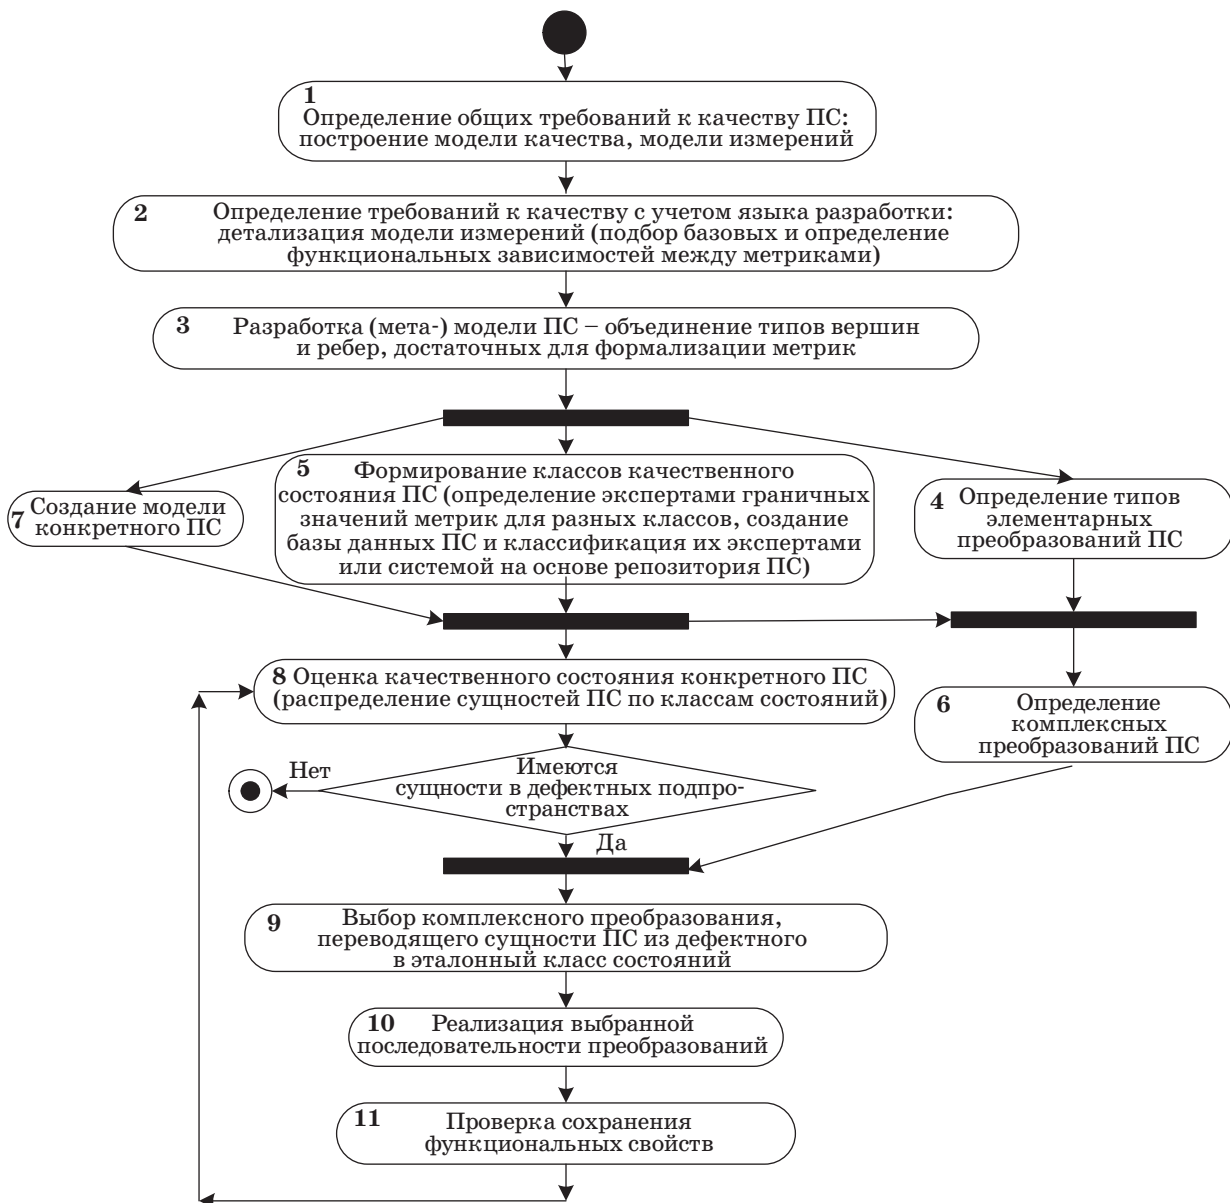 1
Определение общих требований к качеству ПС:
построение модели качества, модели измерений
2 Определение требований к качеству с учетом языка разработки:
детализация модели измерений (подбор базовых и определение
функциональных зависимостей между метриками)
3 Разработка (мета-) модели ПС – объединение типов вершин
и ребер, достаточных для формализации метрик
7 Создание модели
конкретного ПС
5 Формирование классов качественного
состояния ПС (определение экспертами граничных
значений метрик для разных классов, создание
базы данных ПС и классификация их экспертами
или системой на основе репозитория ПС)
4 Определение типов
элементарных
преобразований ПС
8 Оценка качественного состояния конкретного ПС
(распределение сущностей ПС по классам состояний)
6 Определение
комплексных
преобразований ПС
Нет
Имеются
сущности в дефектных подпро-
странствах
Да
9 Выбор комплексного преобразования,
переводящего сущности ПС из дефектного
в эталонный класс состояний
10 Реализация выбранной
последовательности преобразований
11 Проверка сохранения
функциональных свойств